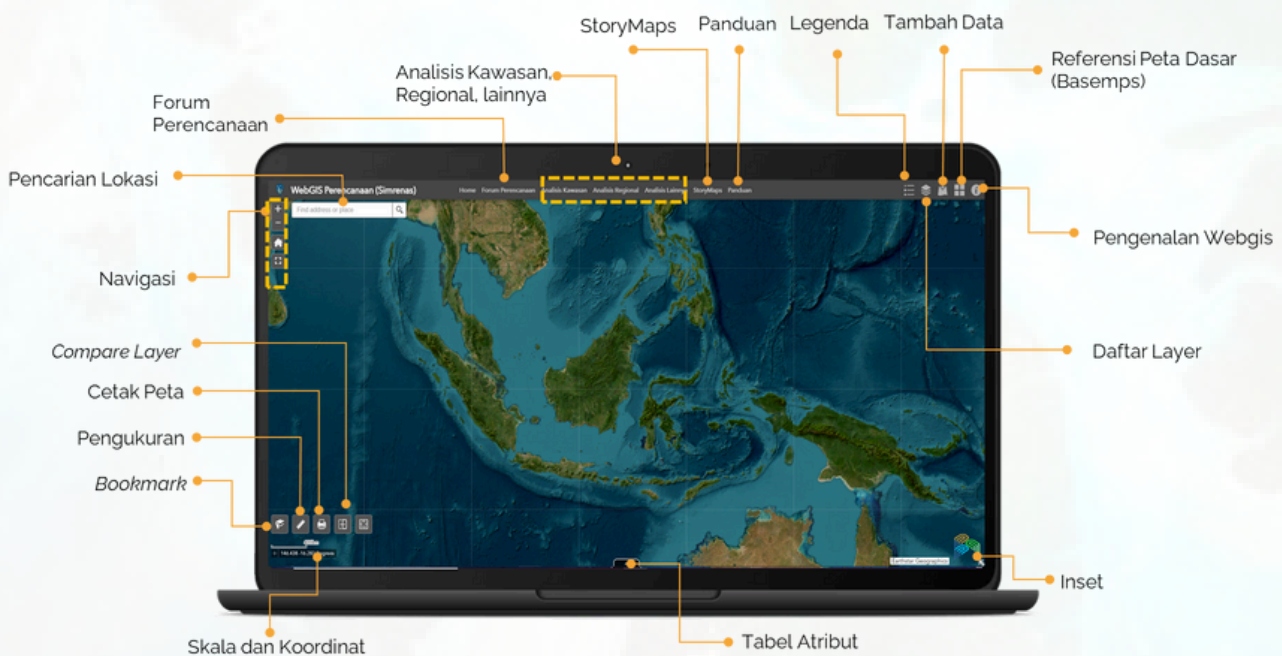 StoryMaps
Panduan
Legenda
Tambah Data
Referensi Peta Dasar
(Basemps)
Analisis Kawasan,
Regional, lainnya
Forum
Perencanaan
Pencarian Lokasi
WebGIS Perencanaan (Simrenas)
Home Forum Perencanaan Analisis Kawasan Analisis Regional Analisis Lainnya StoryMaps Panduan
Find address or place
Pengenalan Webgis
Navigasi
Compare Layer
Daftar Layer
Cetak Peta
Pengukuran
Bookmark
Earthstar Geographics
Inset
Tabel Atribut
Skala dan Koordinat